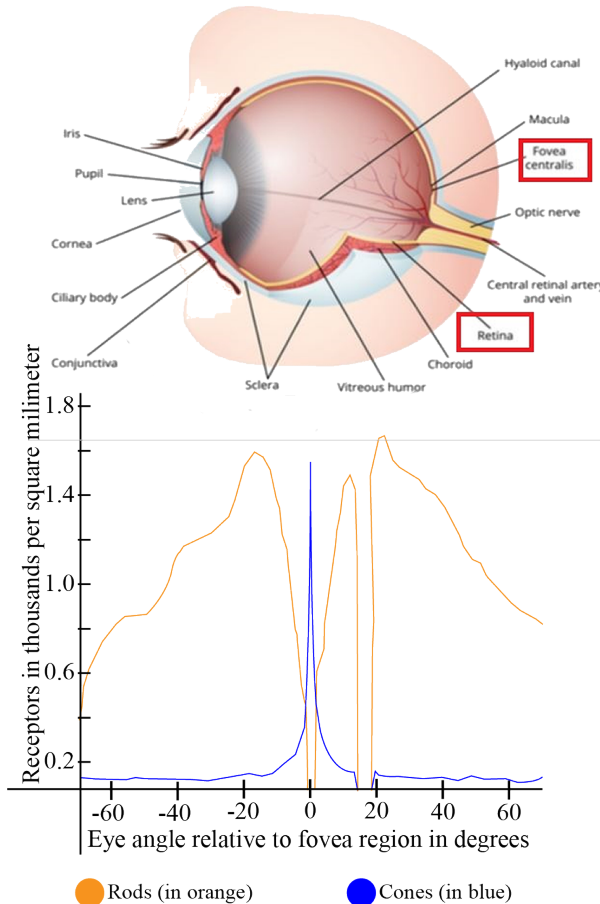 Hyaloid canal
Macula
Fovea
centralis
Optic nerve
Central retinal artery
and vein
Retina
Choroid
Vitreous humor
Sclera
Iris
Pupil
Lens
Cornea
Ciliary body
Conjunctiva
Receptors in thousands per square milimeter
1.8
1.4
1.0
0.6
0.2
-60 -40 -20 0 20 40 60
Eye angle relative to fovea region in degrees
Rods (in orange)
Cones (in blue)